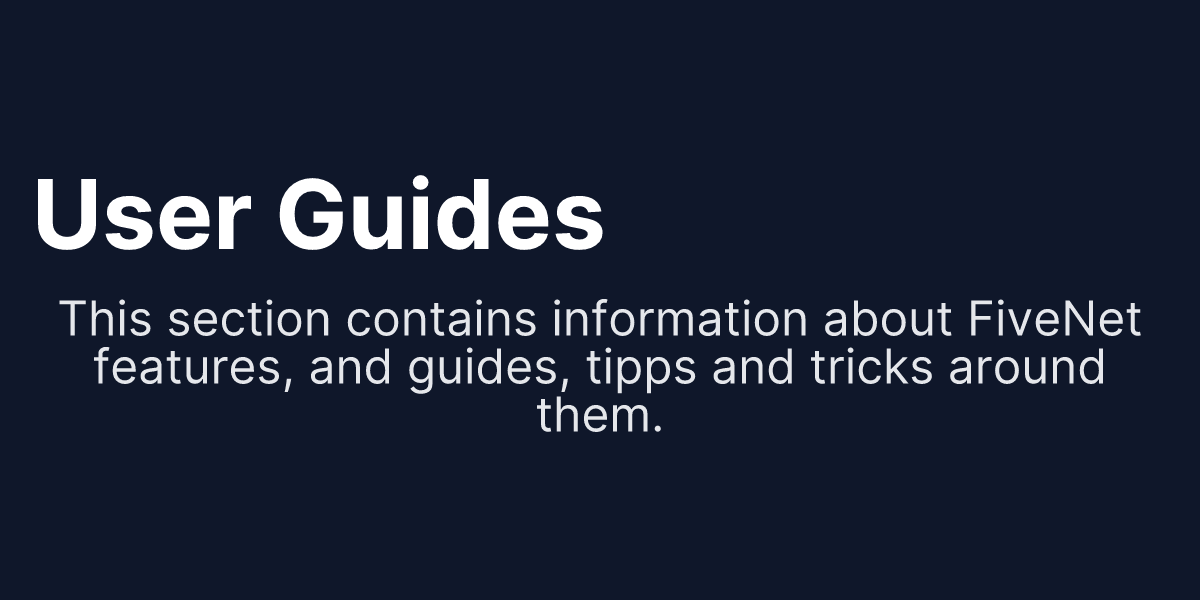 User Guides
This section contains information about FiveNet
features, and guides, tipps and tricks around
them.